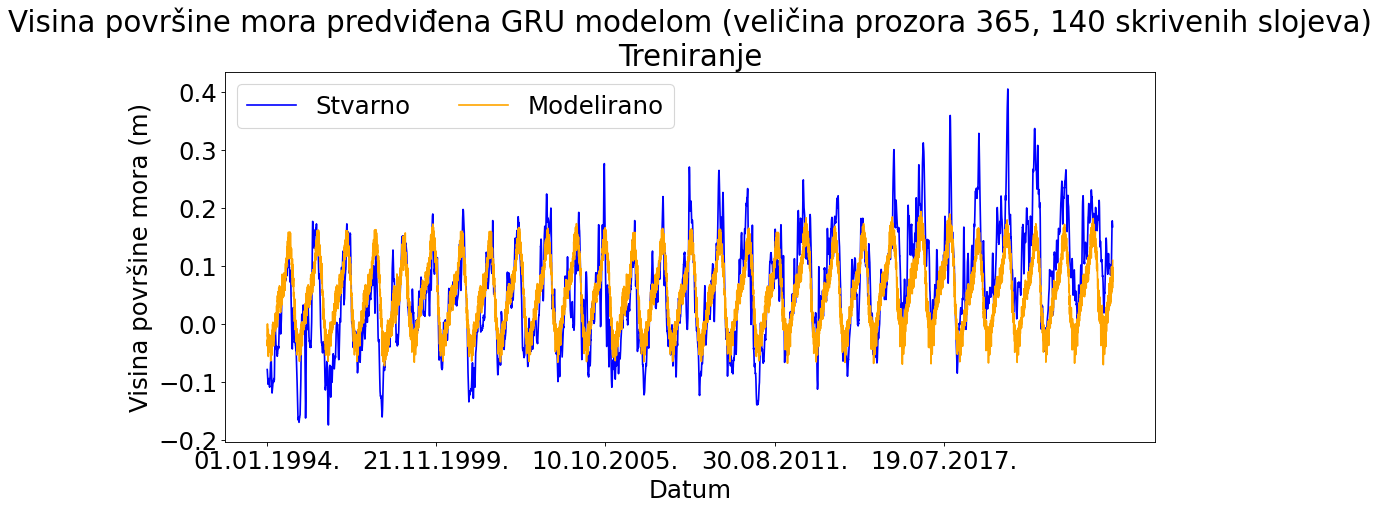 Visina površine mora predviđena GRU modelom (veličina prozora 365, 140 skrivenih slojeva)
Treniranje
Stvarno Modelirano
Visina površine mora (m)
0.4
0.3
0.2
0.1
0.0
−0.1
−0.2
01.01.1994. 21.11.1999. 10.10.2005. 30.08.2011. 19.07.2017.
Datum